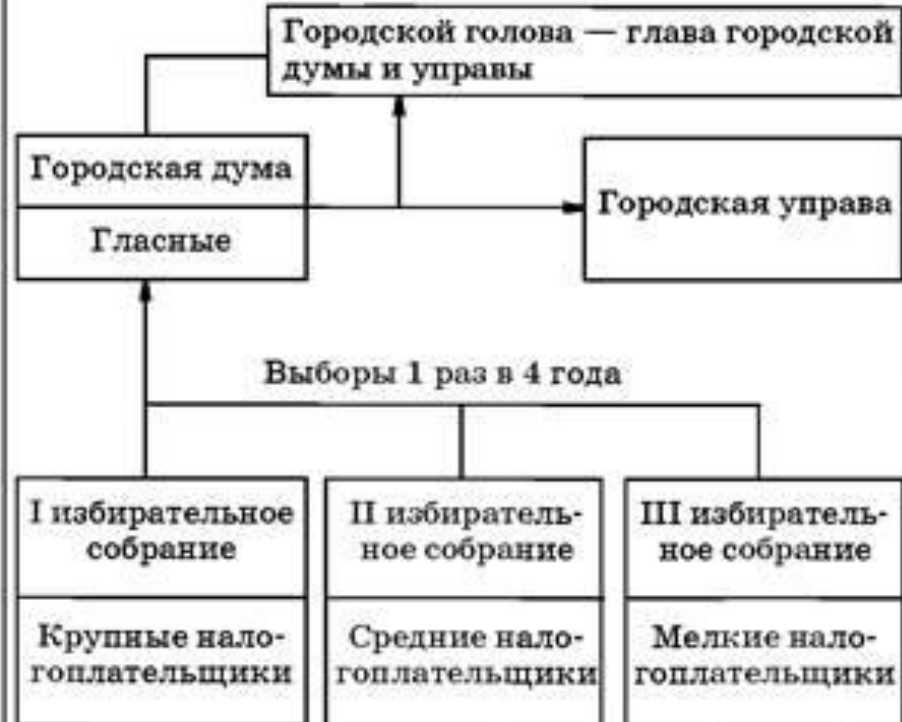 Городской голова — глава городской
думы и управы
Городская дума
Гласные
Городская управа
Выборы 1 раз в 4 года
I избирательное
собрание
Крупные нало-
гоплательщики
II избиратель-
ное собрание
Средние нало-
гоплательщики
III избиратель-
ное собрание
Мелкие нало-
гоплательщики